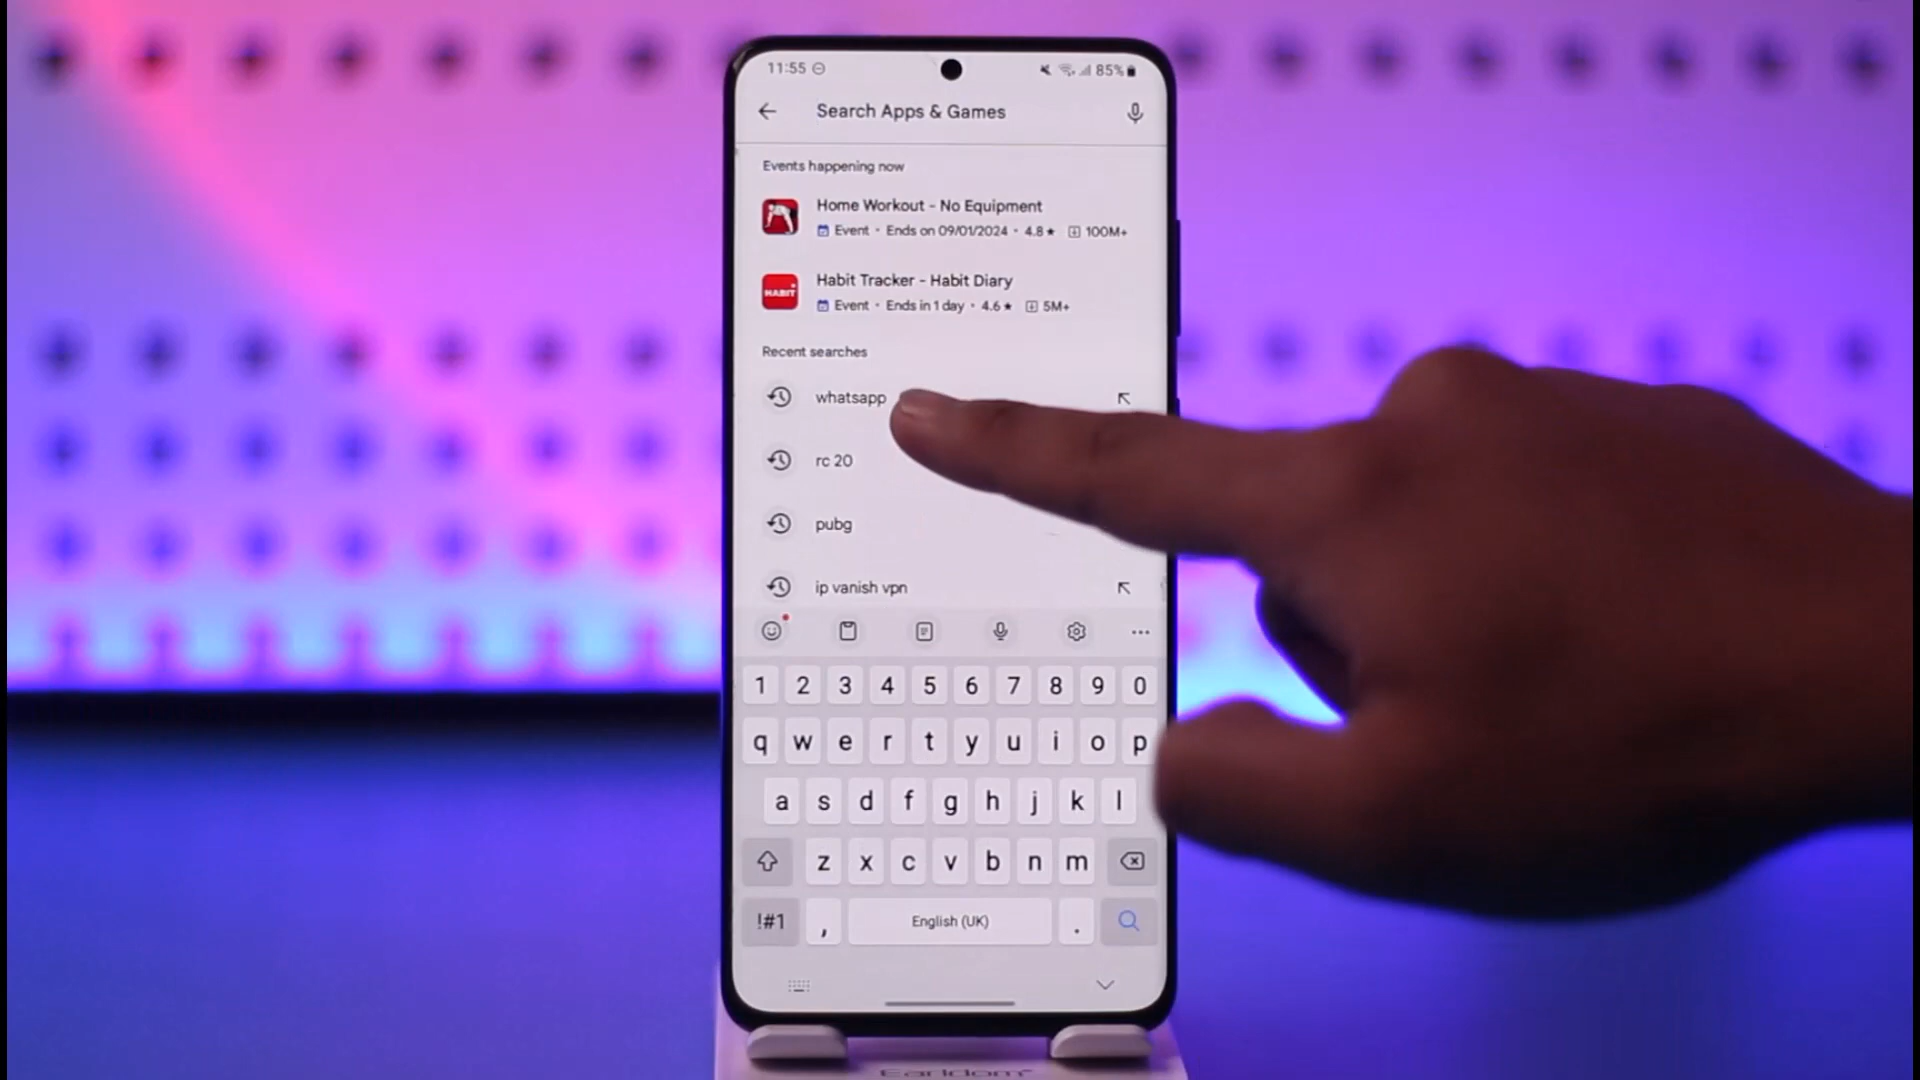 11:55 85%
Search Apps & Games
Events happening now
Home Workout - No Equipment
Event • Ends on 09/01/2024 • 4.8★ 100M+
HABIT
Habit Tracker - Habit Diary
Event • Ends in 1 day • 4.6★ 5M+
Recent searches
whatsapp
rc 20
pubg
ip vanish vpn
1 2 3 4 5 6 7 8 9 0
q w e r t y u i o p
a s d f g h j k l
z x c v b n m
!#1 , English (UK) .
Earldom